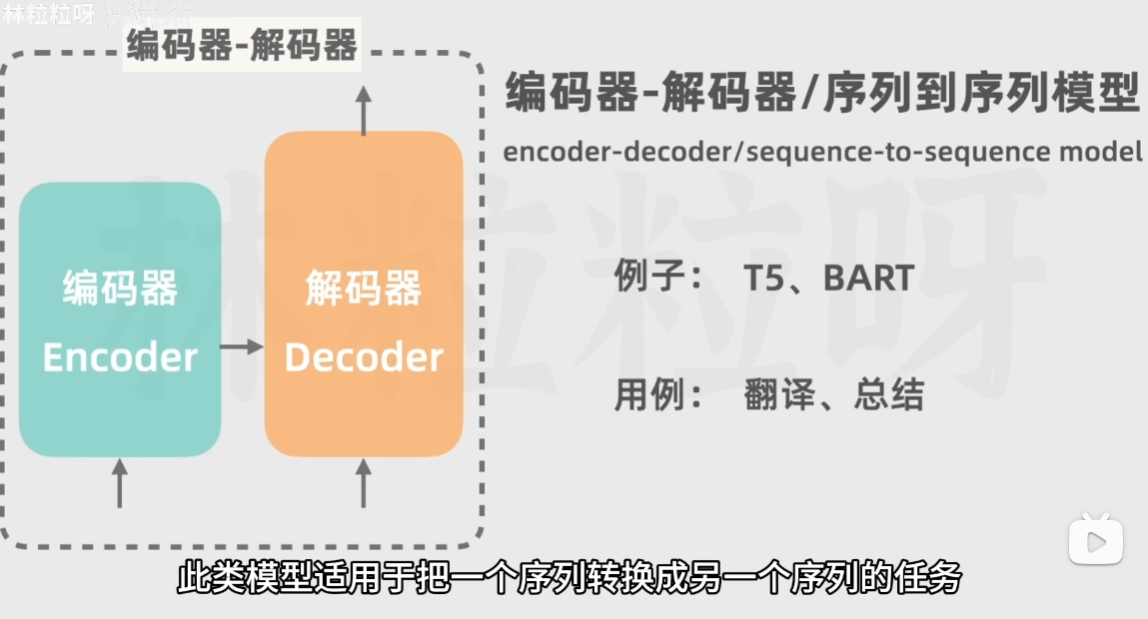 林粒粒呀
编码器-解码器
编码器-解码器/序列到序列模型
encoder-decoder/sequence-to-sequence model
编码器
Encoder
解码器
Decoder
例子： T5、BART
用例： 翻译、总结
林粒粒呀
此类模型适用于把一个序列转换成另一个序列的任务